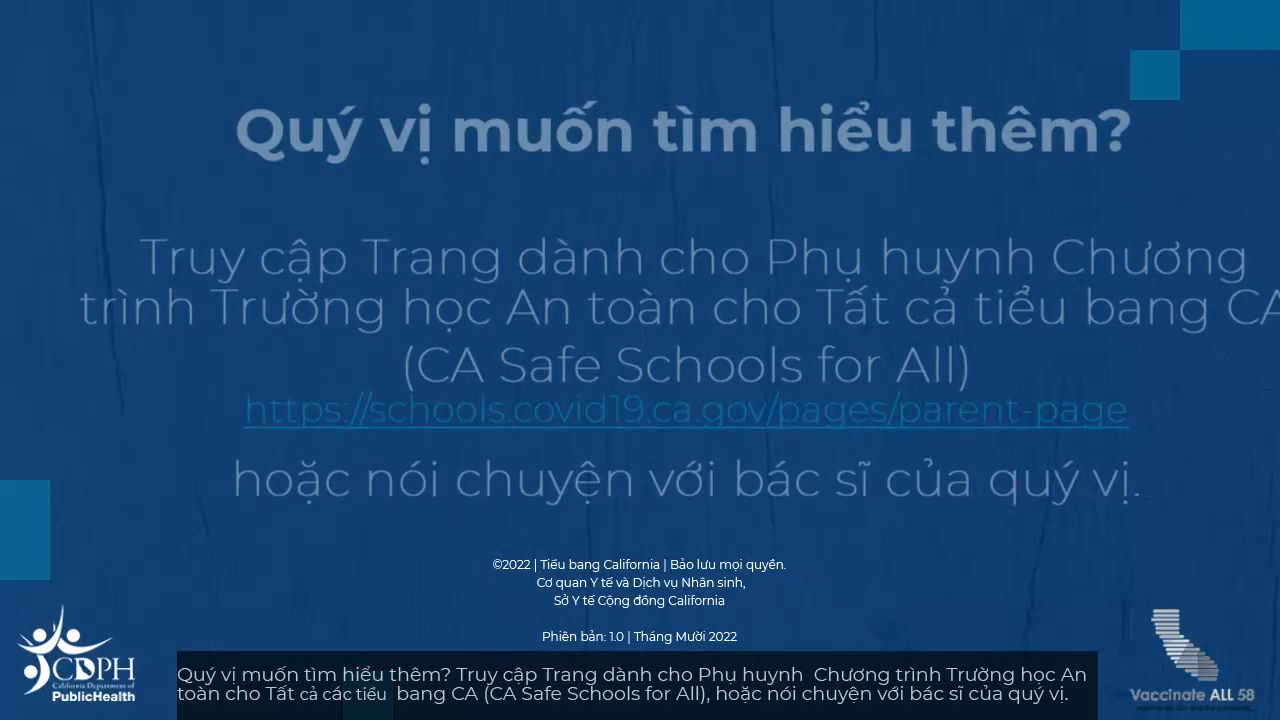 Quý vị muốn tìm hiểu thêm?
Truy cập Trang dành cho Phụ huynh Chương
trình Trường học An toàn cho Tất cả tiểu bang CA
(CA Safe Schools for All)
https://schools.covid19.ca.gov/pages/parent-page
hoặc nói chuyện với bác sĩ của quý vị.
©2022 | Tiểu bang California | Bảo lưu mọi quyền.
Cơ quan Y tế và Dịch vụ Nhân sinh,
Sở Y tế Cộng đồng California
Phiên bản: 1.0 | Tháng Mười 2022
CDPH
California Department of
PublicHealth
Quý vị muốn tìm hiểu thêm? Truy cập Trang dành cho Phụ huynh Chương trình Trường học An
toàn cho Tất cả các tiểu bang CA (CA Safe Schools for All), hoặc nói chuyện với bác sĩ của quý vị.
Vaccinate ALL 58